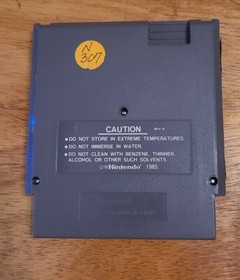 N
307
CAUTION
● DO NOT STORE IN EXTREME TEMPERATURES.
● DO NOT IMMERSE IN WATER.
● DO NOT CLEAN WITH BENZENE, THINNER,
ALCOHOL OR OTHER SUCH SOLVENTS.
Nintendo 1985